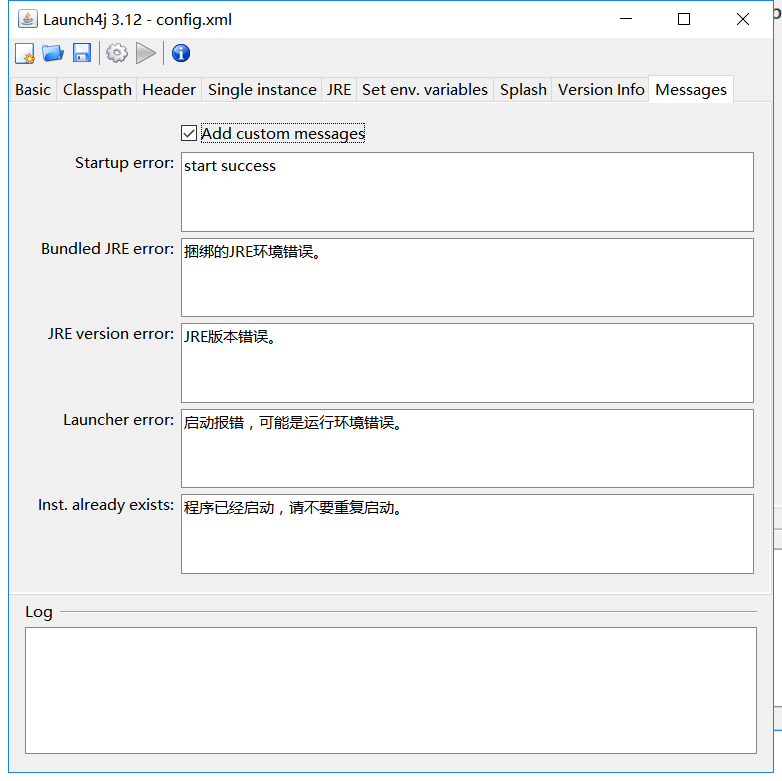 Launch4j 3.12 - config.xml
Basic Classpath Header Single instance JRE Set env. variables Splash Version Info Messages
Add custom messages
Startup error: start success
Bundled JRE error: 捆绑的JRE环境错误。
JRE version error: JRE版本错误。
Launcher error: 启动报错，可能是运行环境错误。
Inst. already exists: 程序已经启动，请不要重复启动。
Log